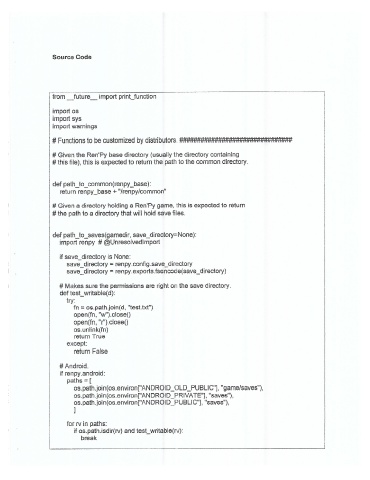 Source Code
from __future__ import print_function
import os
import sys
import warnings
# Functions to be customized by distributors. ################################
# Given the Ren'Py base directory (usually the directory containing
# this file), this is expected to return the path to the common directory.
def path_to_common(renpy_base):
return renpy_base + "/renpy/common"
# Given a directory holding a Ren'Py game, this is expected to return
# the path to a directory that will hold save files.
def path_to_saves(gamedir, save_directory=None):
import renpy # @UnresolvedImport
if save_directory is None:
save_directory = renpy.config.save_directory
save_directory = renpy.exports.fsencode(save_directory)
# Makes sure the permissions are right on the save directory.
def test_writable(d):
try:
fn = os.path.join(d, "test.txt")
open(fn, "w").close()
open(fn, "r").close()
os.unlink(fn)
return True
except:
return False
# Android.
if renpy.android:
paths = [
os.path.join(os.environ["ANDROID_OLD_PUBLIC"], "game/saves"),
os.path.join(os.environ["ANDROID_PRIVATE"], "saves"),
os.path.join(os.environ["ANDROID_PUBLIC"], "saves"),
]
for rv in paths:
if os.path.isdir(rv) and test_writable(rv):
break